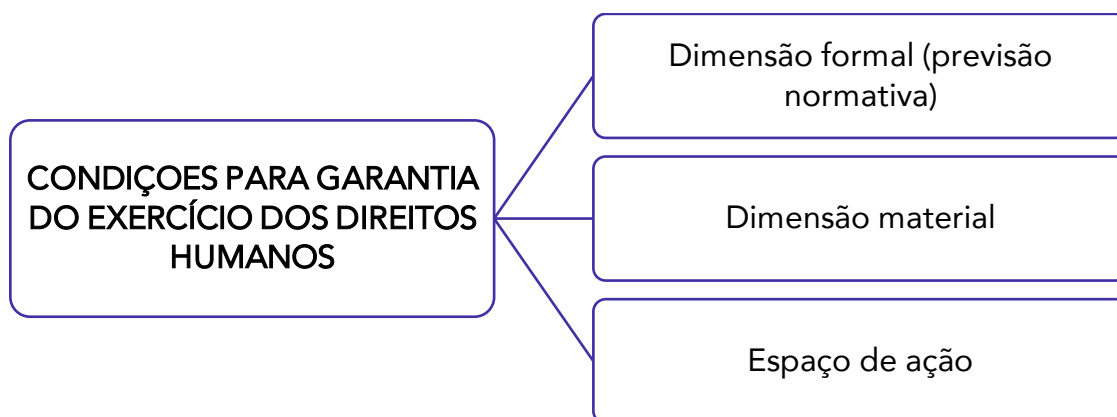 CONDIÇOES PARA GARANTIA
DO EXERCÍCIO DOS DIREITOS
HUMANOS
Dimensão formal (previsão
normativa)
Dimensão material
Espaço de ação